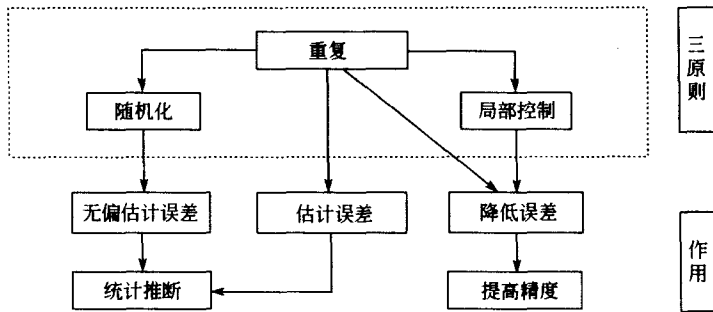 重复
随机化
局部控制
三原则
无偏估计误差
估计误差
降低误差
统计推断
提高精度
作用